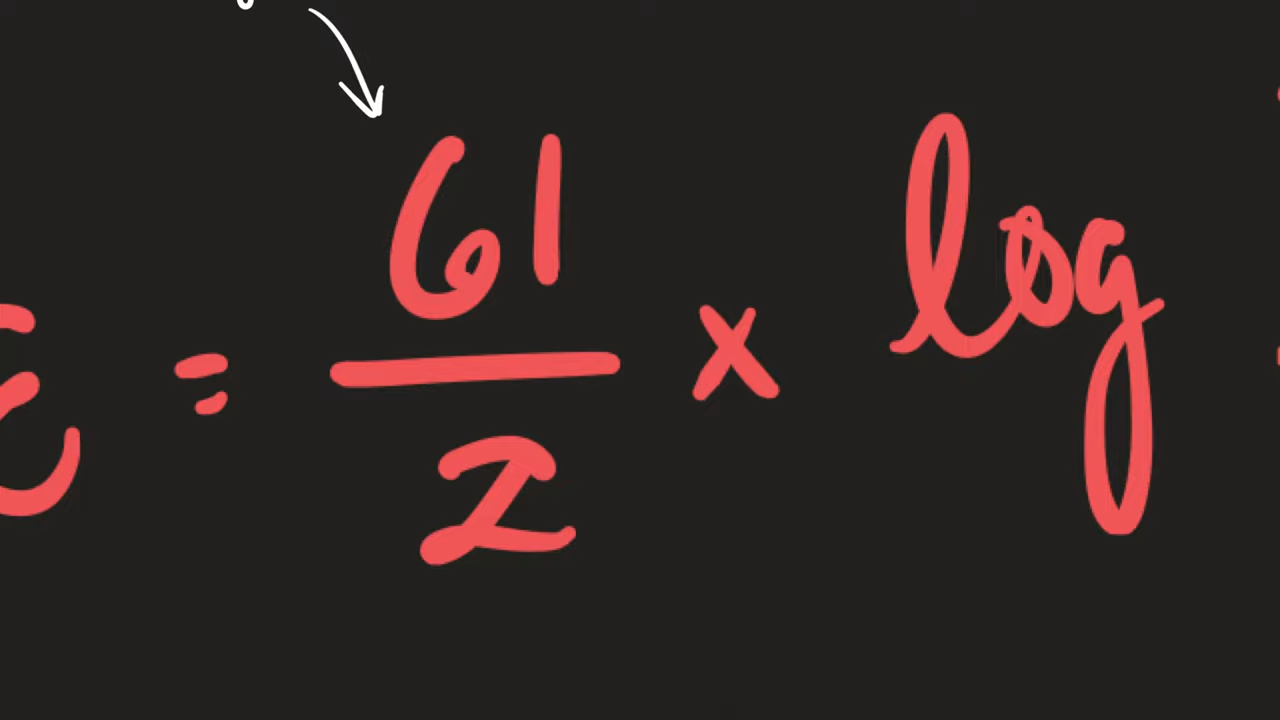 E = 61/2 x log